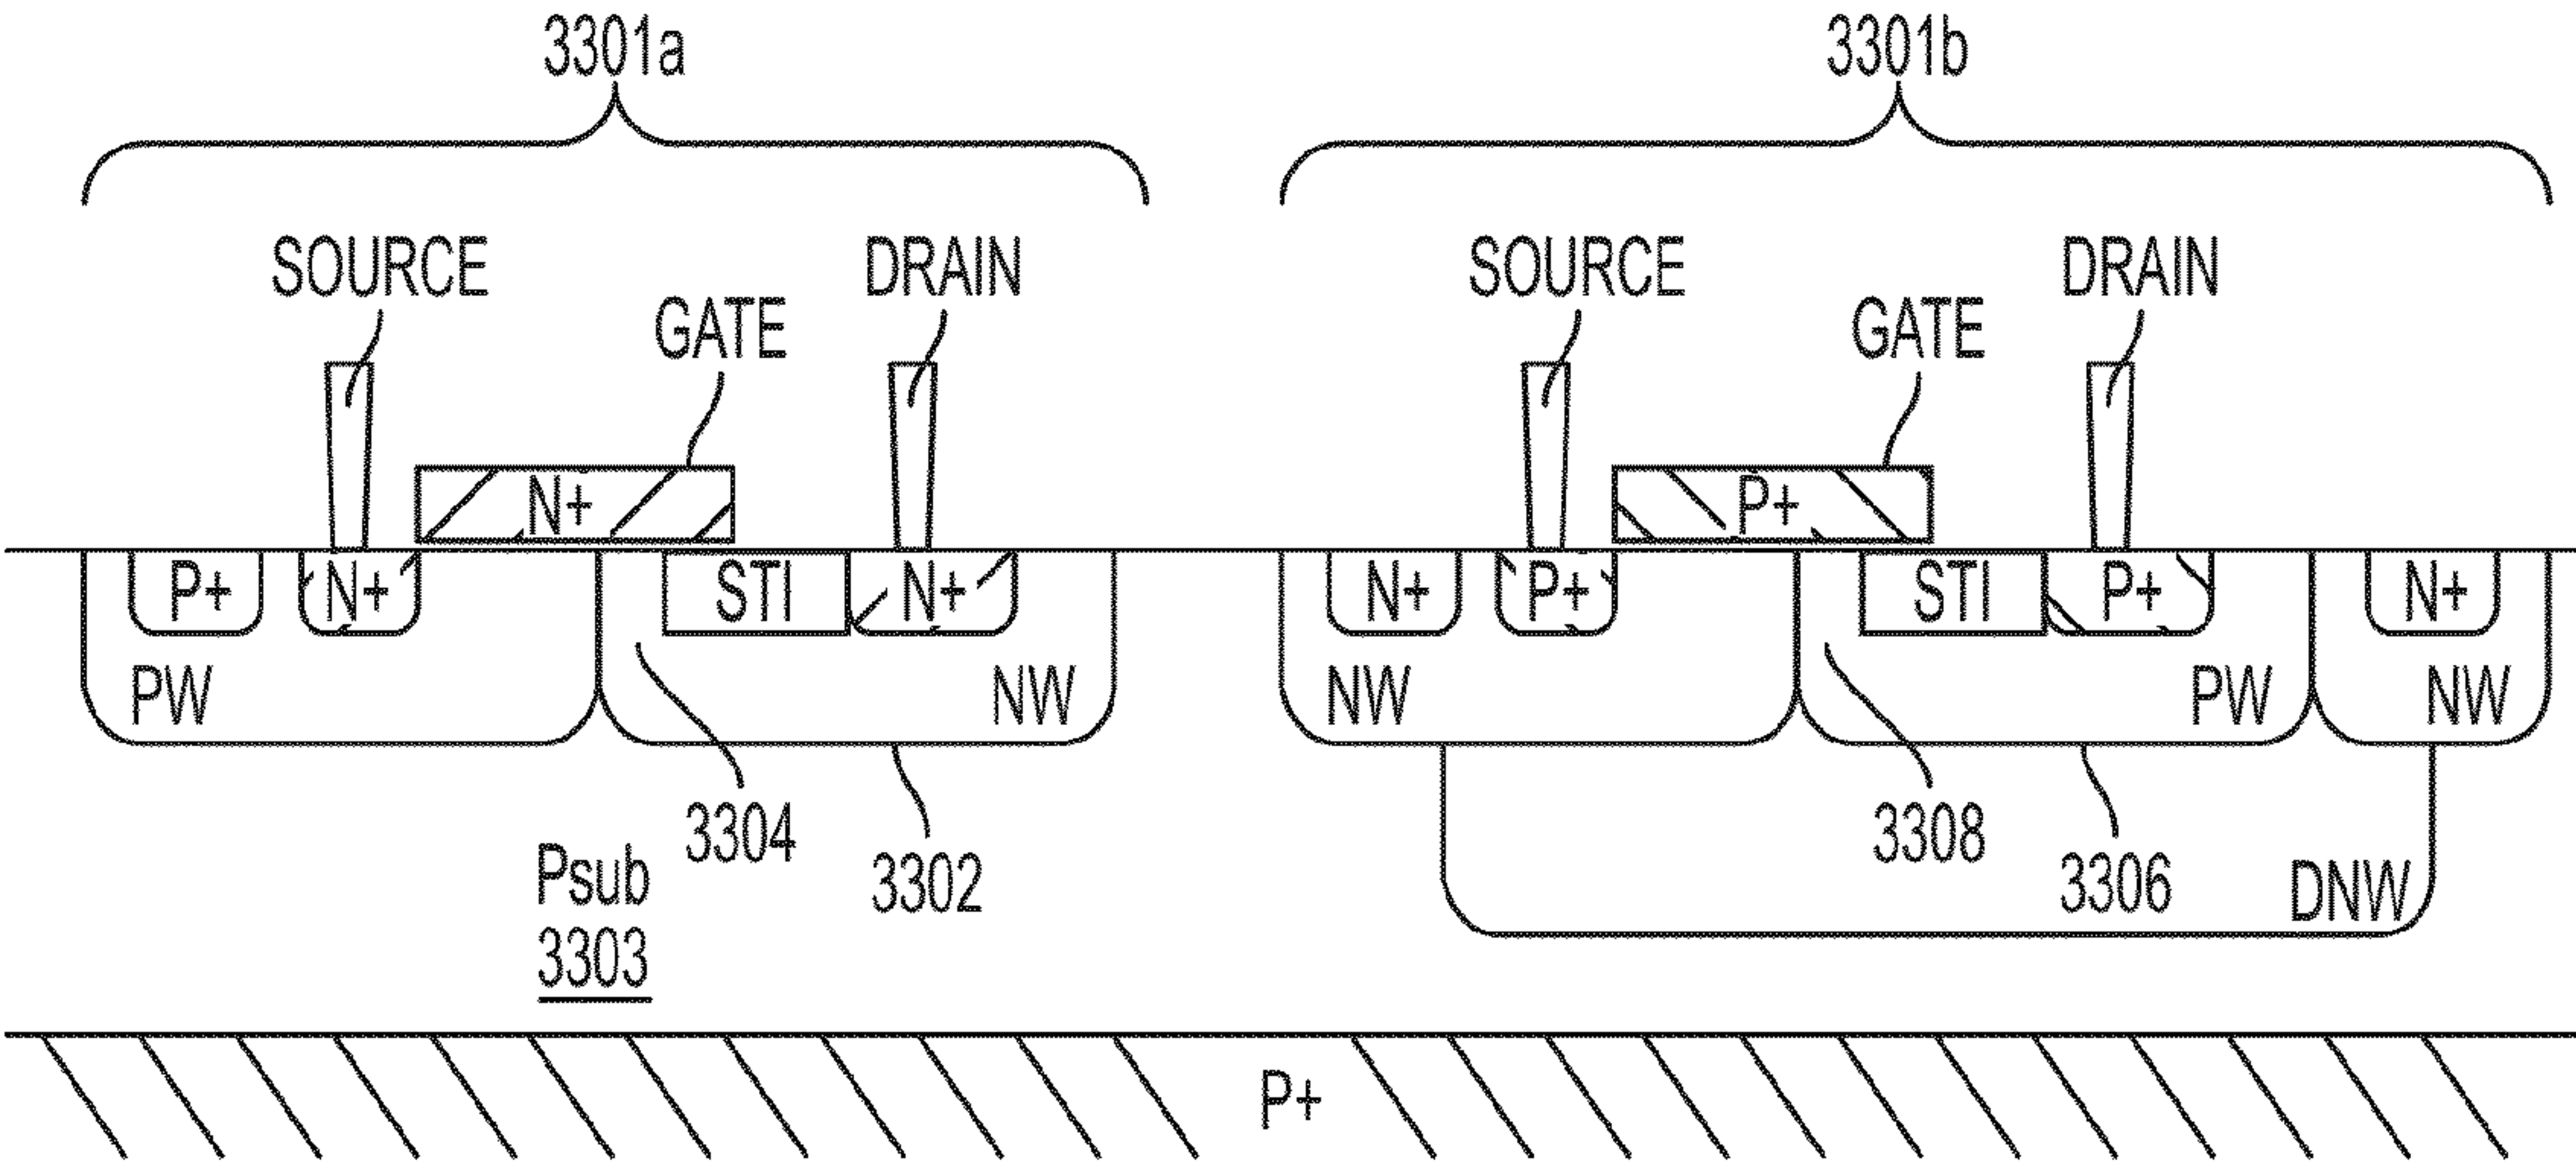 3301a 3301b
SOURCE DRAIN SOURCE DRAIN
GATE GATE
N+ P+
P+ N+ STI N+ N+ P+ STI P+ N+
PW NW NW PW NW
3304 3302 3308 3306
Psub DNW
3303
P+